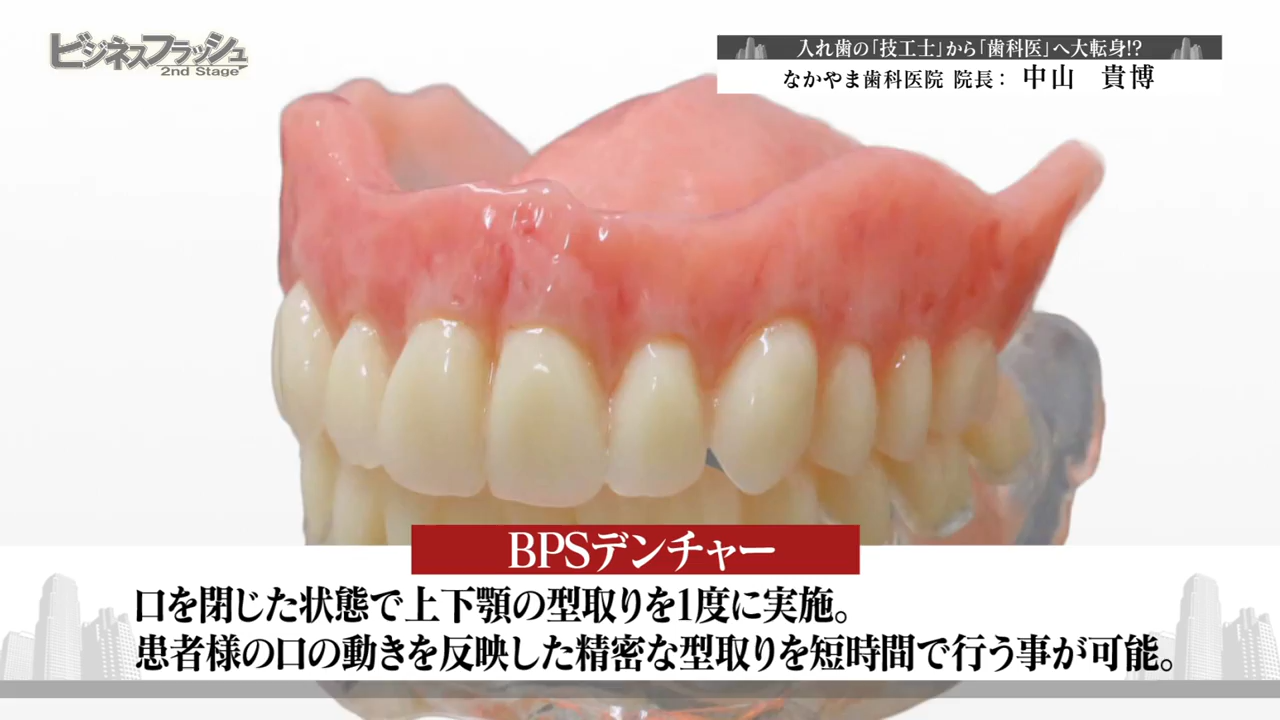 ビジネスフラッシュ
2nd Stage
入れ歯の「技工士」から「歯科医」へ大転身!?
なかやま歯科医院 院長： 中山 貴博
BPSデンチャー
口を閉じた状態で上下顎の型取りを1度に実施。
患者様の口の動きを反映した精密な型取りを短時間で行う事が可能。